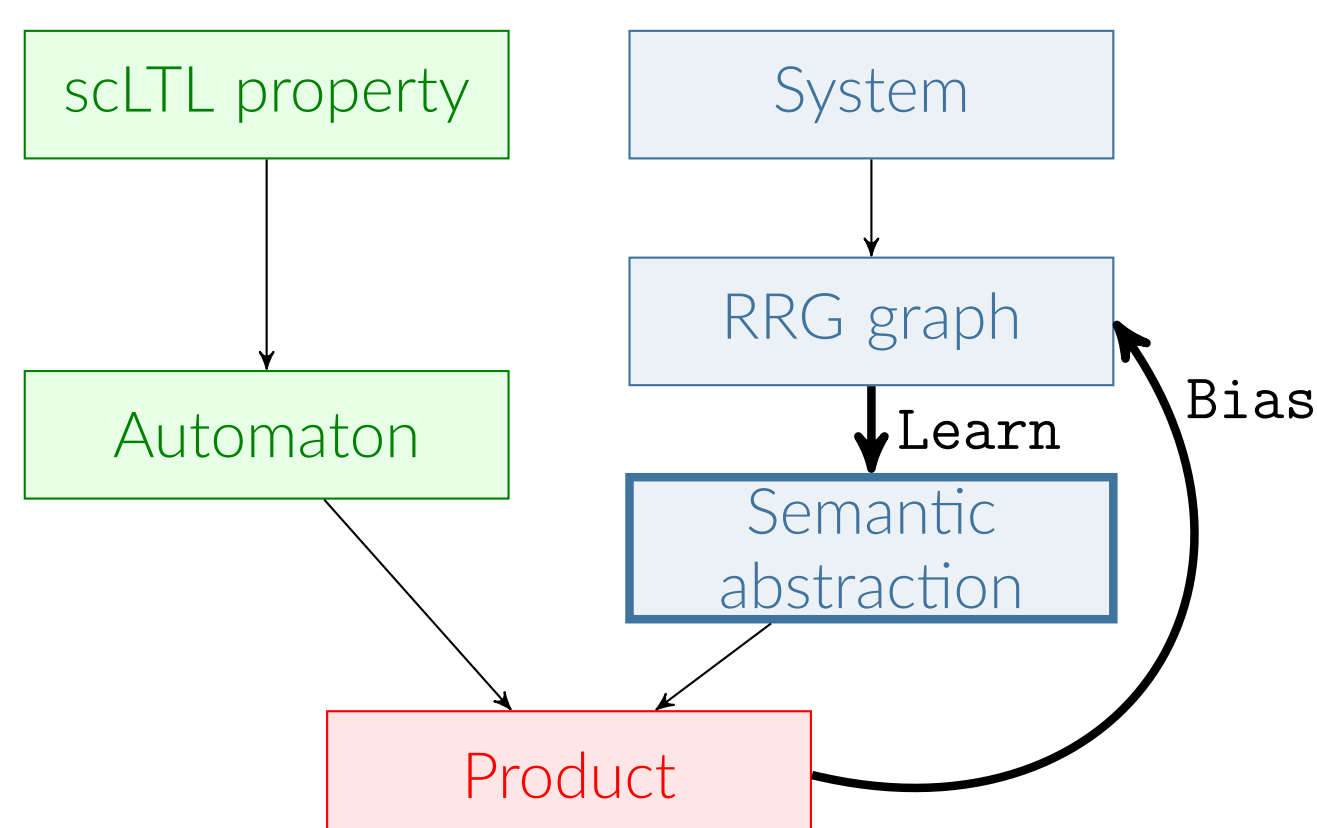 scLTL property
System
RRG graph
Bias
Learn
Automaton
Semantic
abstraction
Product